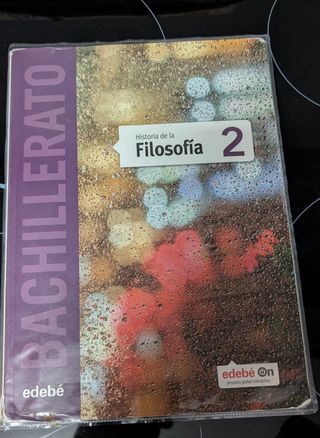 BACHILLERATO
Historia de la
Filosofía 2
edebé
edebé On
proyecto global interactivo